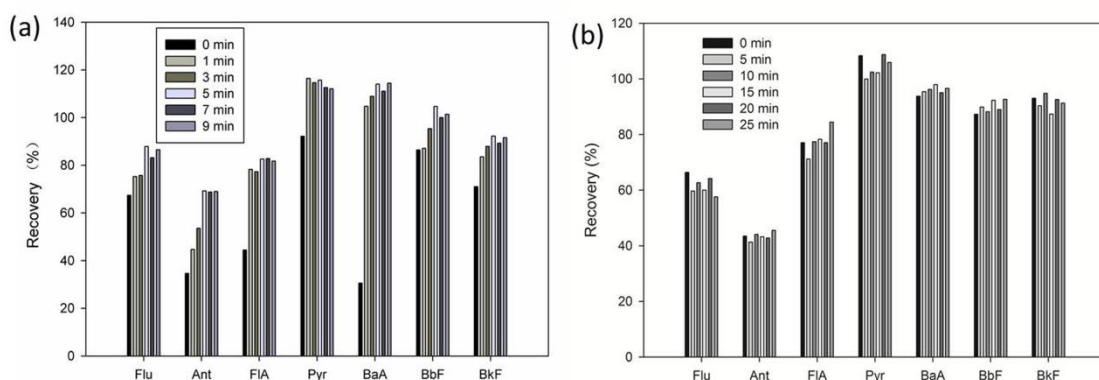 (a)
Recovery (%)
140
120
100
80
60
40
20
0
0 min
1 min
3 min
5 min
7 min
9 min
Flu Ant FlA Pyr BaA BbF BkF
(b)
Recovery (%)
120
100
80
60
40
20
0
0 min
5 min
10 min
15 min
20 min
25 min
Flu Ant FlA Pyr BaA BbF BkF